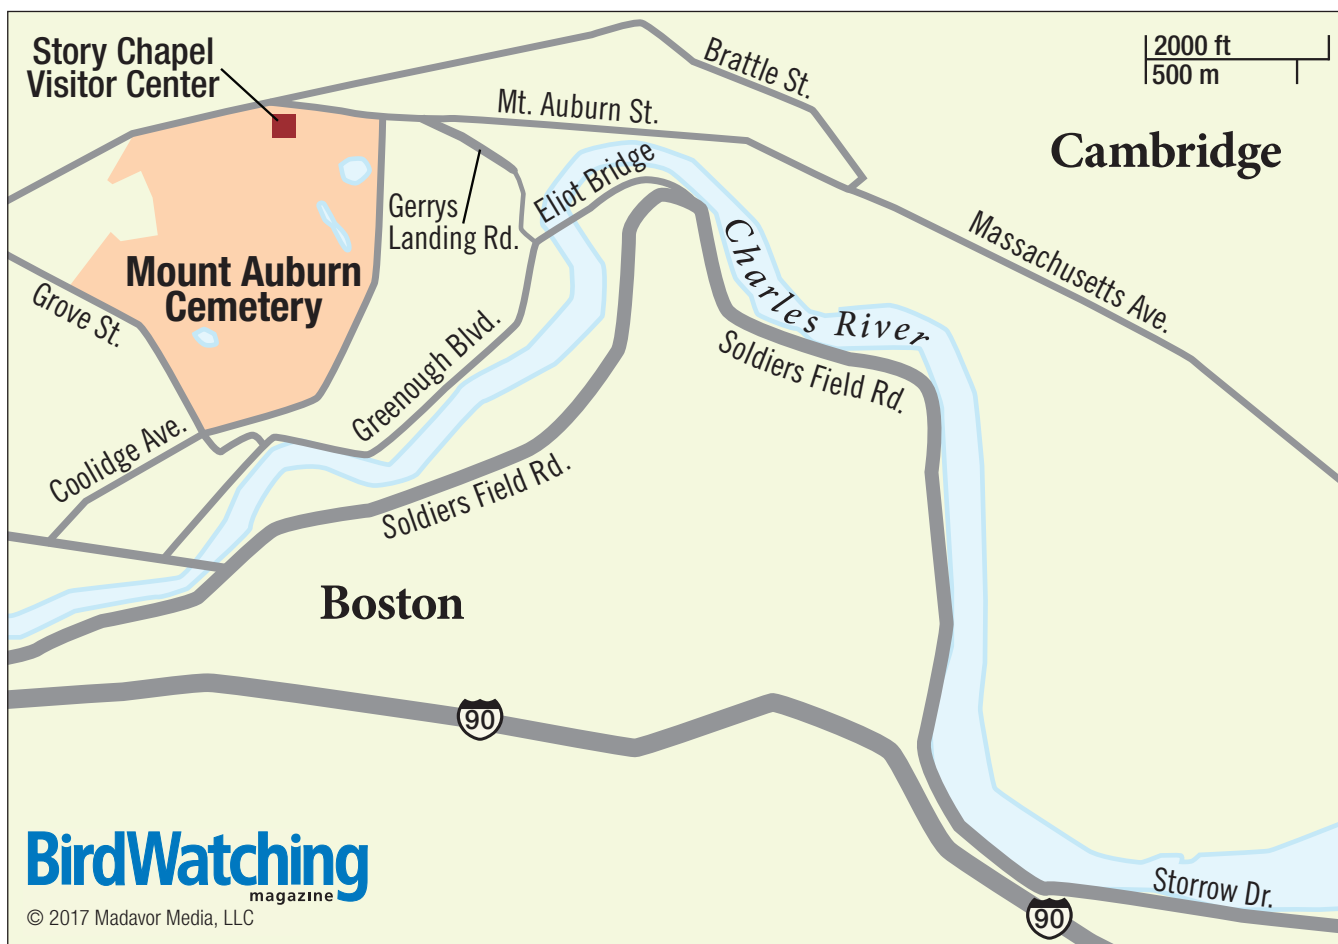 Story Chapel
Visitor Center
Brattle St.
2000 ft
500 m
Mt. Auburn St.
Cambridge
Eliot Bridge
Gerrys
Landing Rd.
Charles River
Massachusetts Ave.
Mount Auburn
Cemetery
Grove St.
Greenough Blvd.
Soldiers Field Rd.
Coolidge Ave.
Soldiers Field Rd.
Boston
90
BirdWatching
magazine
© 2017 Madavor Media, LLC
Storrow Dr.
90